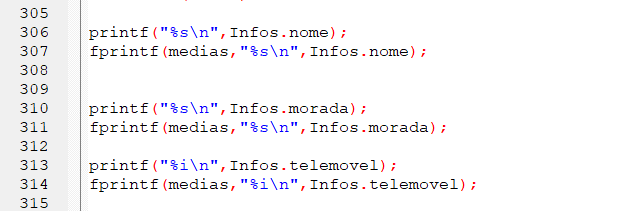 305
306 printf("%s\n",Infos.nome);
307 fprintf(medias,"%s\n",Infos.nome);
308
309
310 printf("%s\n",Infos.morada);
311 fprintf(medias,"%s\n",Infos.morada);
312
313 printf("%i\n",Infos.telemovel);
314 fprintf(medias,"%i\n",Infos.telemovel);
315